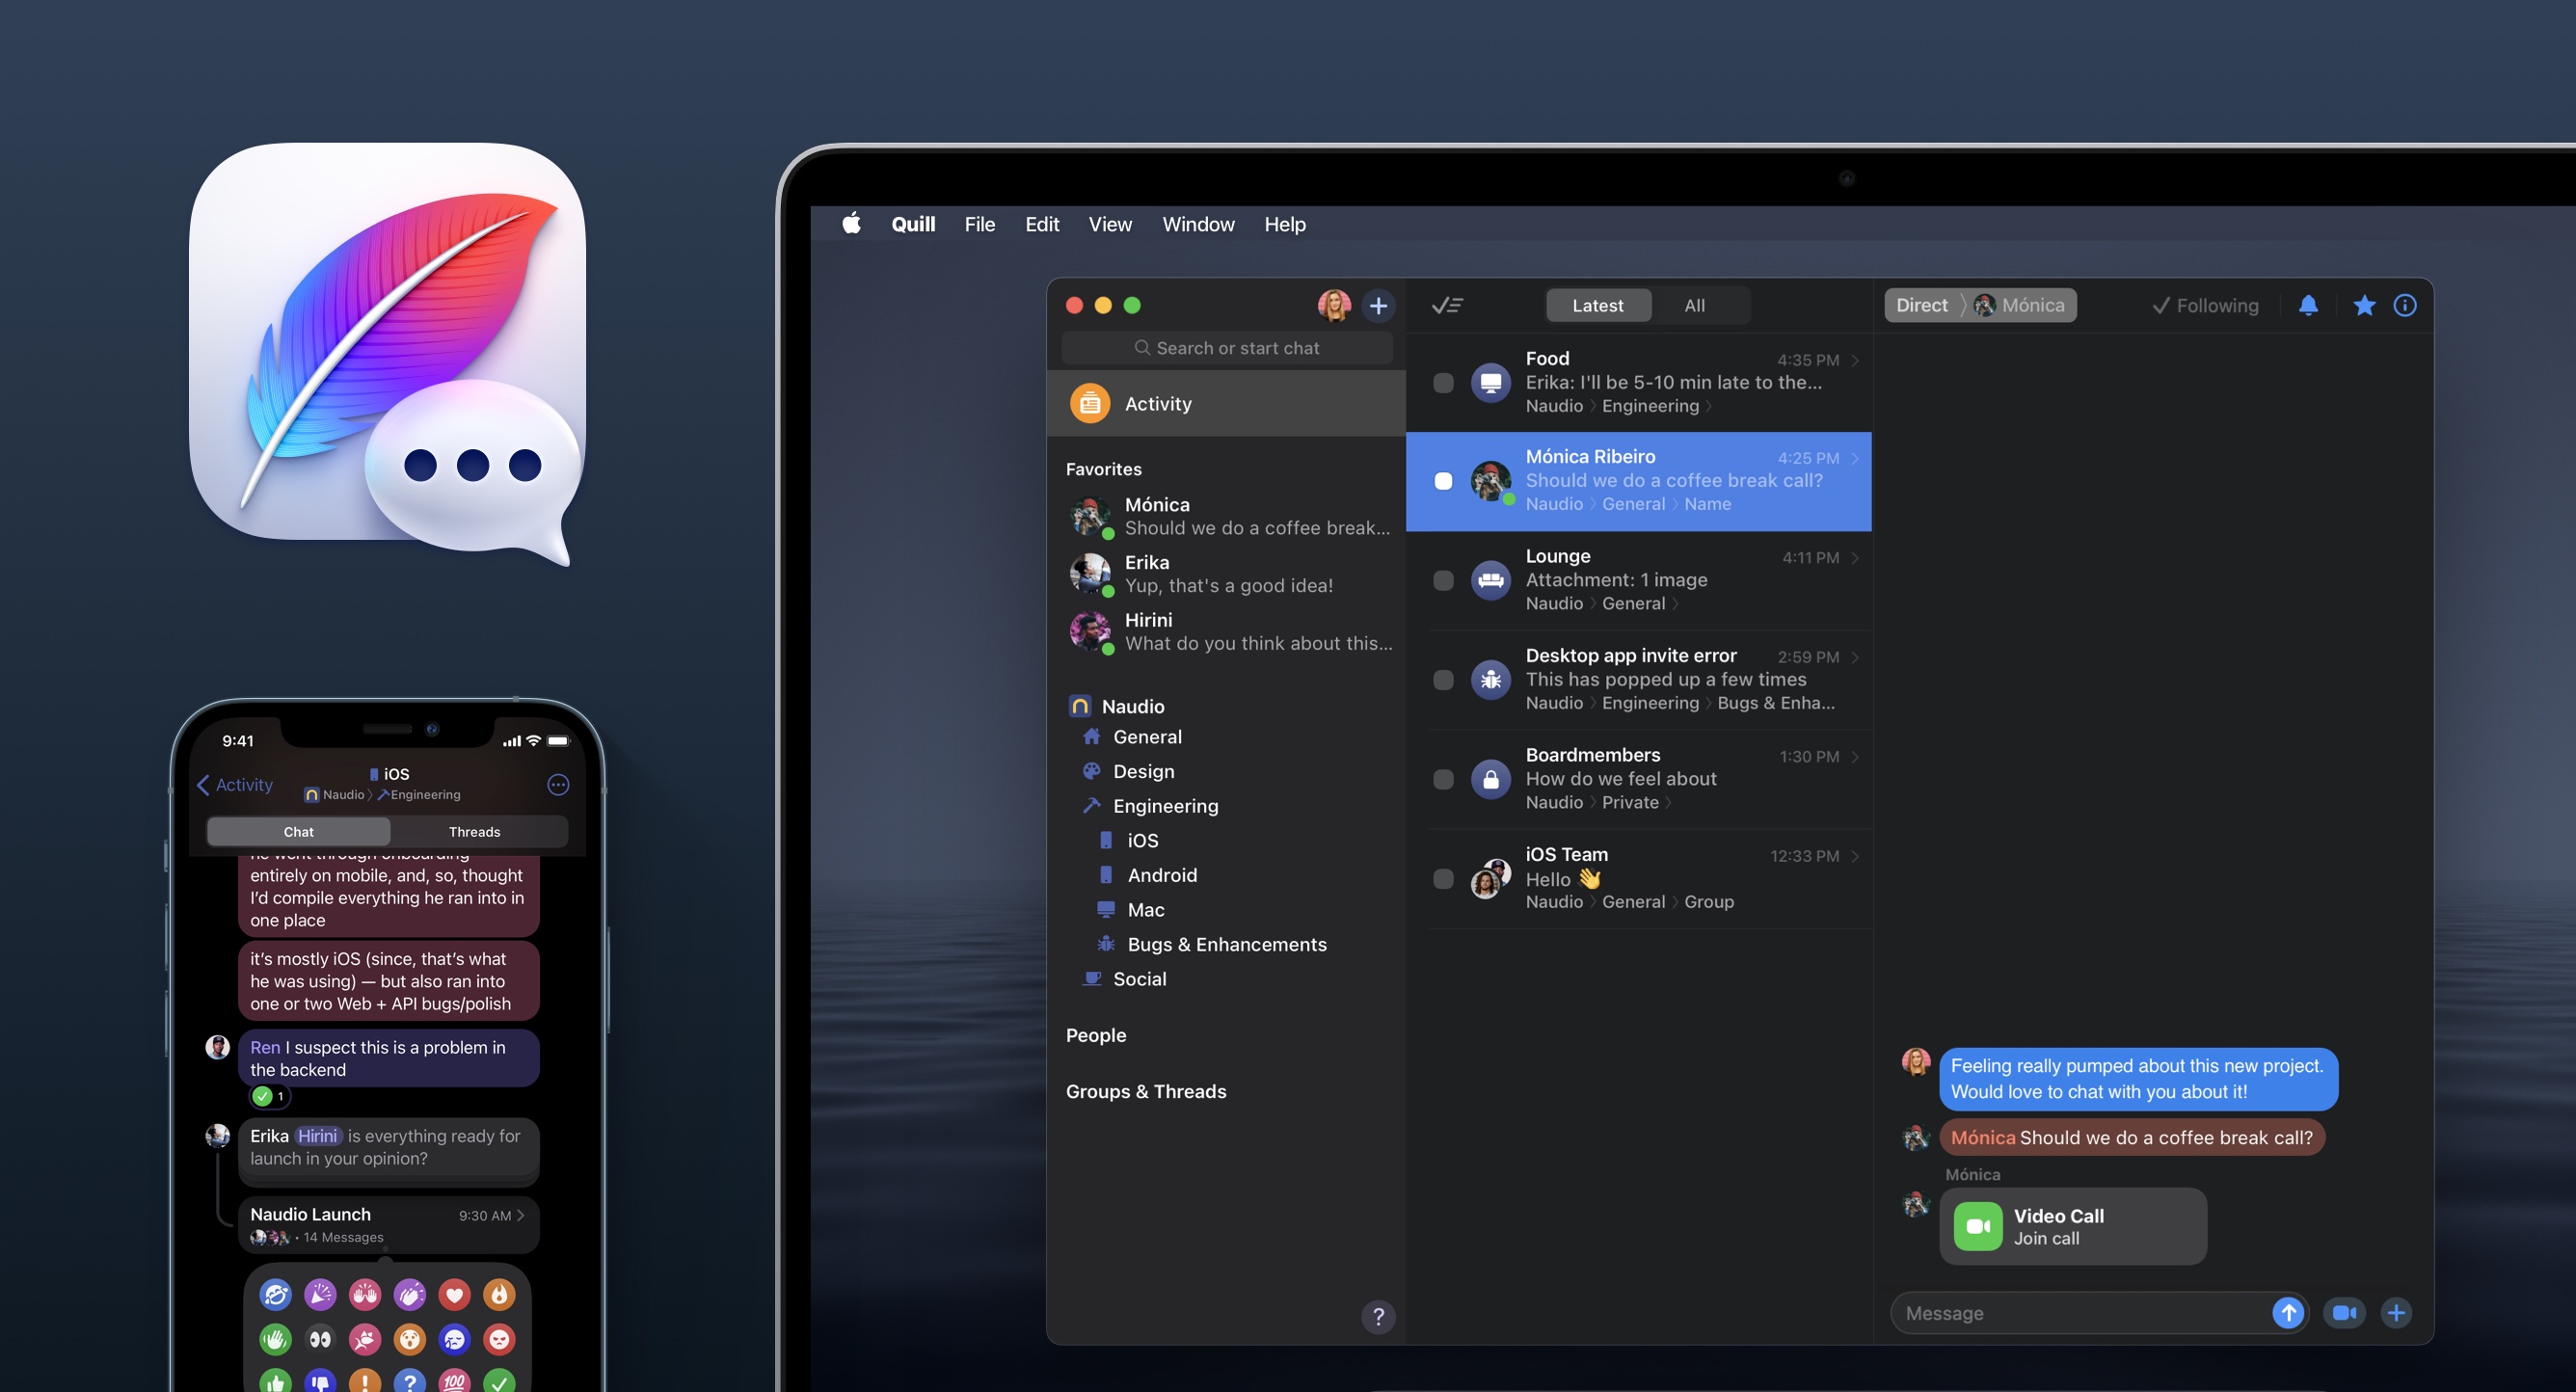 Quill File Edit View Window Help
Search or start chat
Activity
Favorites
Mónica
Should we do a coffee break...
Erika
Yup, that's a good idea!
Hirini
What do you think about this...
Naudio
General
Design
Engineering
iOS
Android
Mac
Bugs & Enhancements
Social
People
Groups & Threads
?
Latest All
Food 4:35 PM
Erika: I'll be 5-10 min late to the...
Naudio Engineering
Mónica Ribeiro 4:25 PM
Should we do a coffee break call?
Naudio General Name
Lounge 4:11 PM
Attachment: 1 image
Naudio General
Desktop app invite error 2:59 PM
This has popped up a few times
Naudio Engineering Bugs & Enha...
Boardmembers 1:30 PM
How do we feel about
Naudio Private
iOS Team 12:33 PM
Hello 👋
Naudio General Group
Direct Mónica Following
Feeling really pumped about this new project.
Would love to chat with you about it!
Mónica Should we do a coffee break call?
Mónica
Video Call
Join call
Message
9:41
Activity
iOS
Naudio Engineering
Chat Threads
he went through onboarding
entirely on mobile, and, so, thought
I'd compile everything he ran into in
one place
it's mostly iOS (since, that's what
he was using) — but also ran into
one or two Web + API bugs/polish
Ren I suspect this is a problem in
the backend
1
Erika Hirini is everything ready for
launch in your opinion?
Naudio Launch 9:30 AM
• 14 Messages
! ? 100